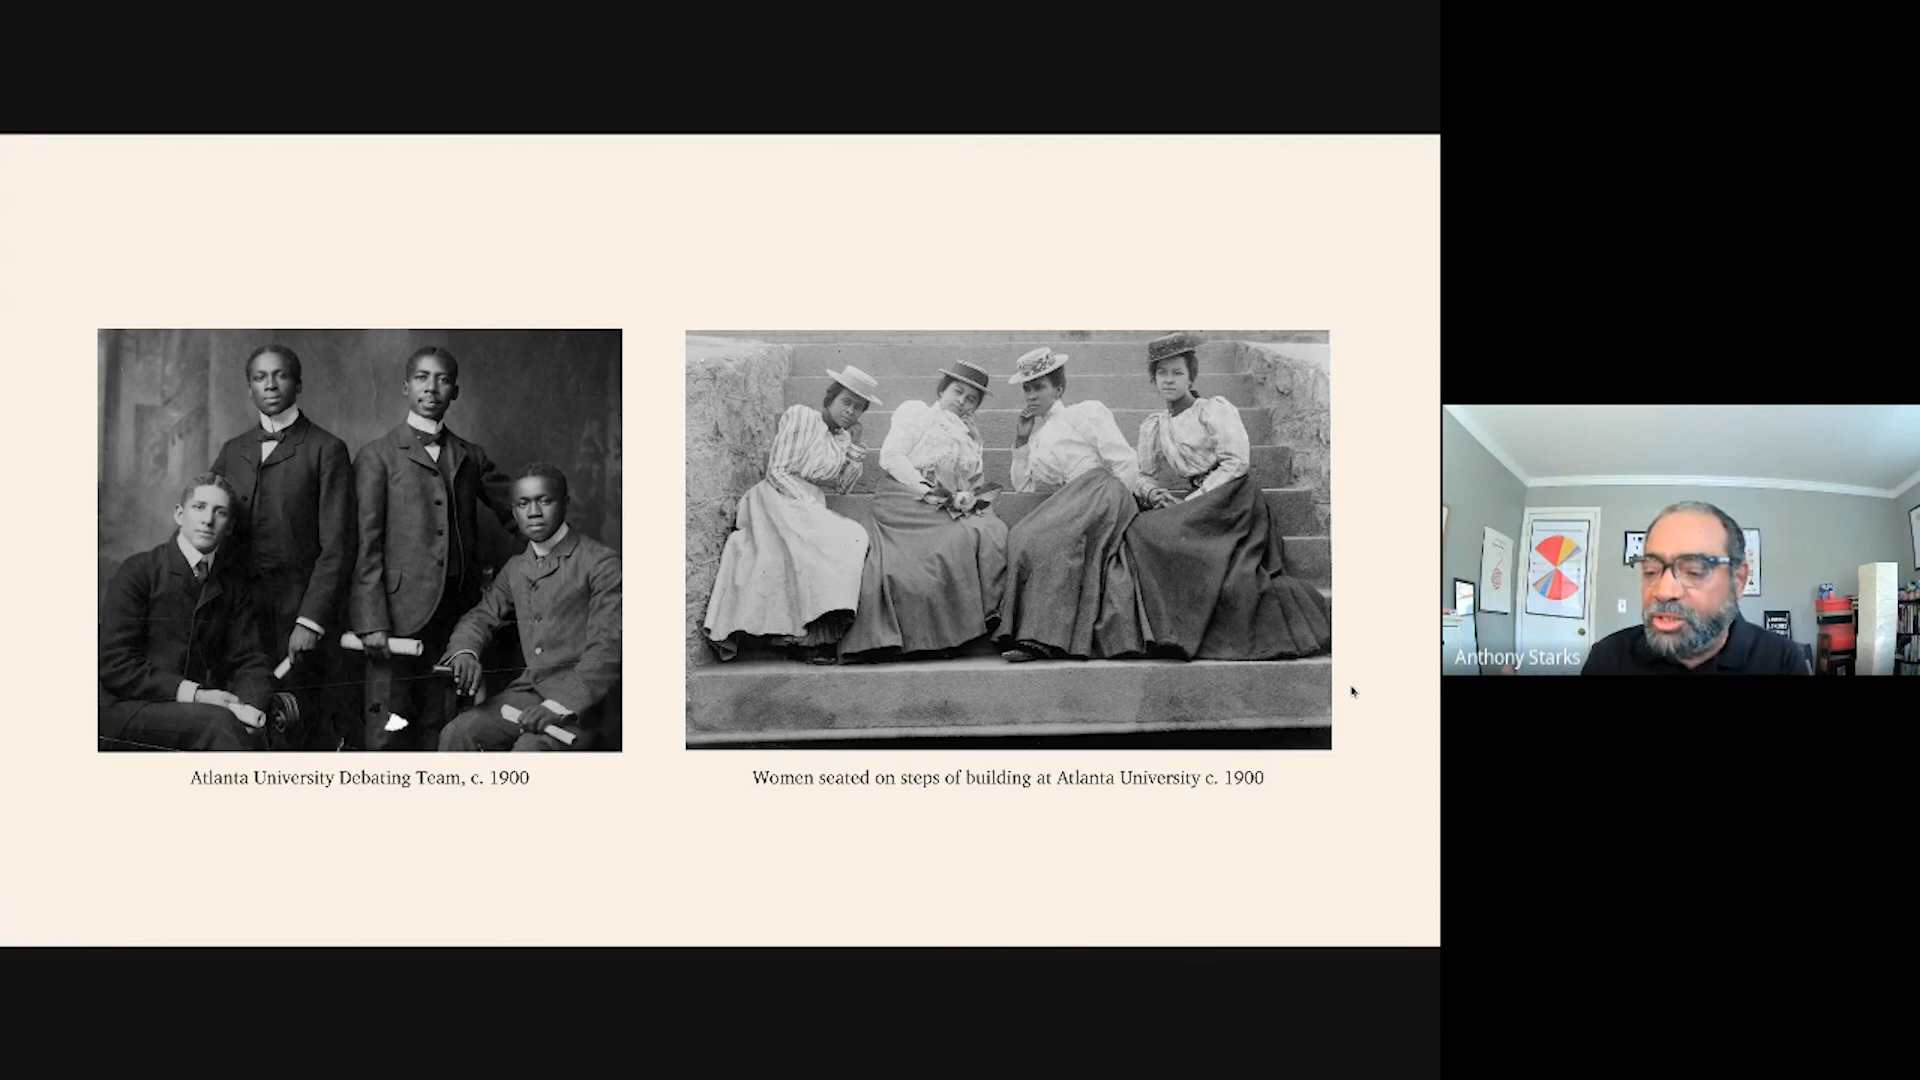 Atlanta University Debating Team, c. 1900
Women seated on steps of building at Atlanta University c. 1900
Anthony Starks